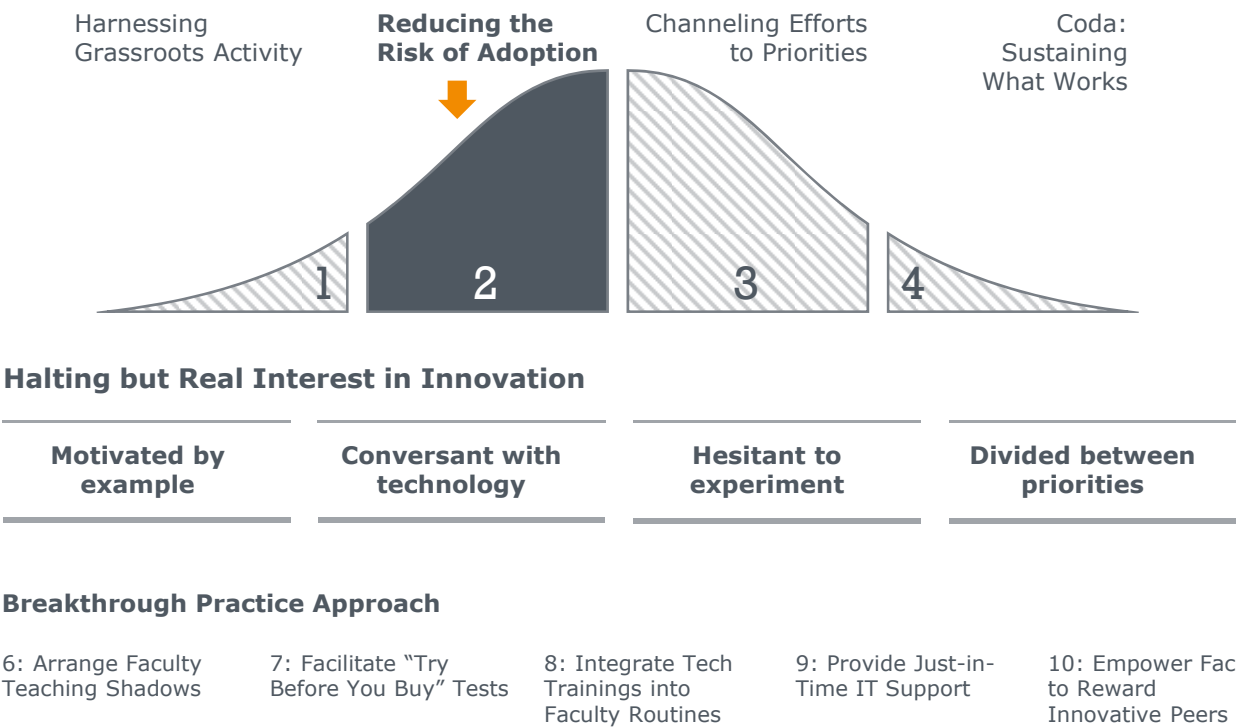 Harnessing
Grassroots Activity
Reducing the
Risk of Adoption
Channeling Efforts
to Priorities
Coda:
Sustaining
What Works
1
2
3
4
Halting but Real Interest in Innovation
Motivated by
example
Conversant with
technology
Hesitant to
experiment
Divided between
priorities
Breakthrough Practice Approach
6: Arrange Faculty
Teaching Shadows
7: Facilitate “Try
Before You Buy” Tests
8: Integrate Tech
Trainings into
Faculty Routines
9: Provide Just-in-
Time IT Support
10: Empower Fac
to Reward
Innovative Peers